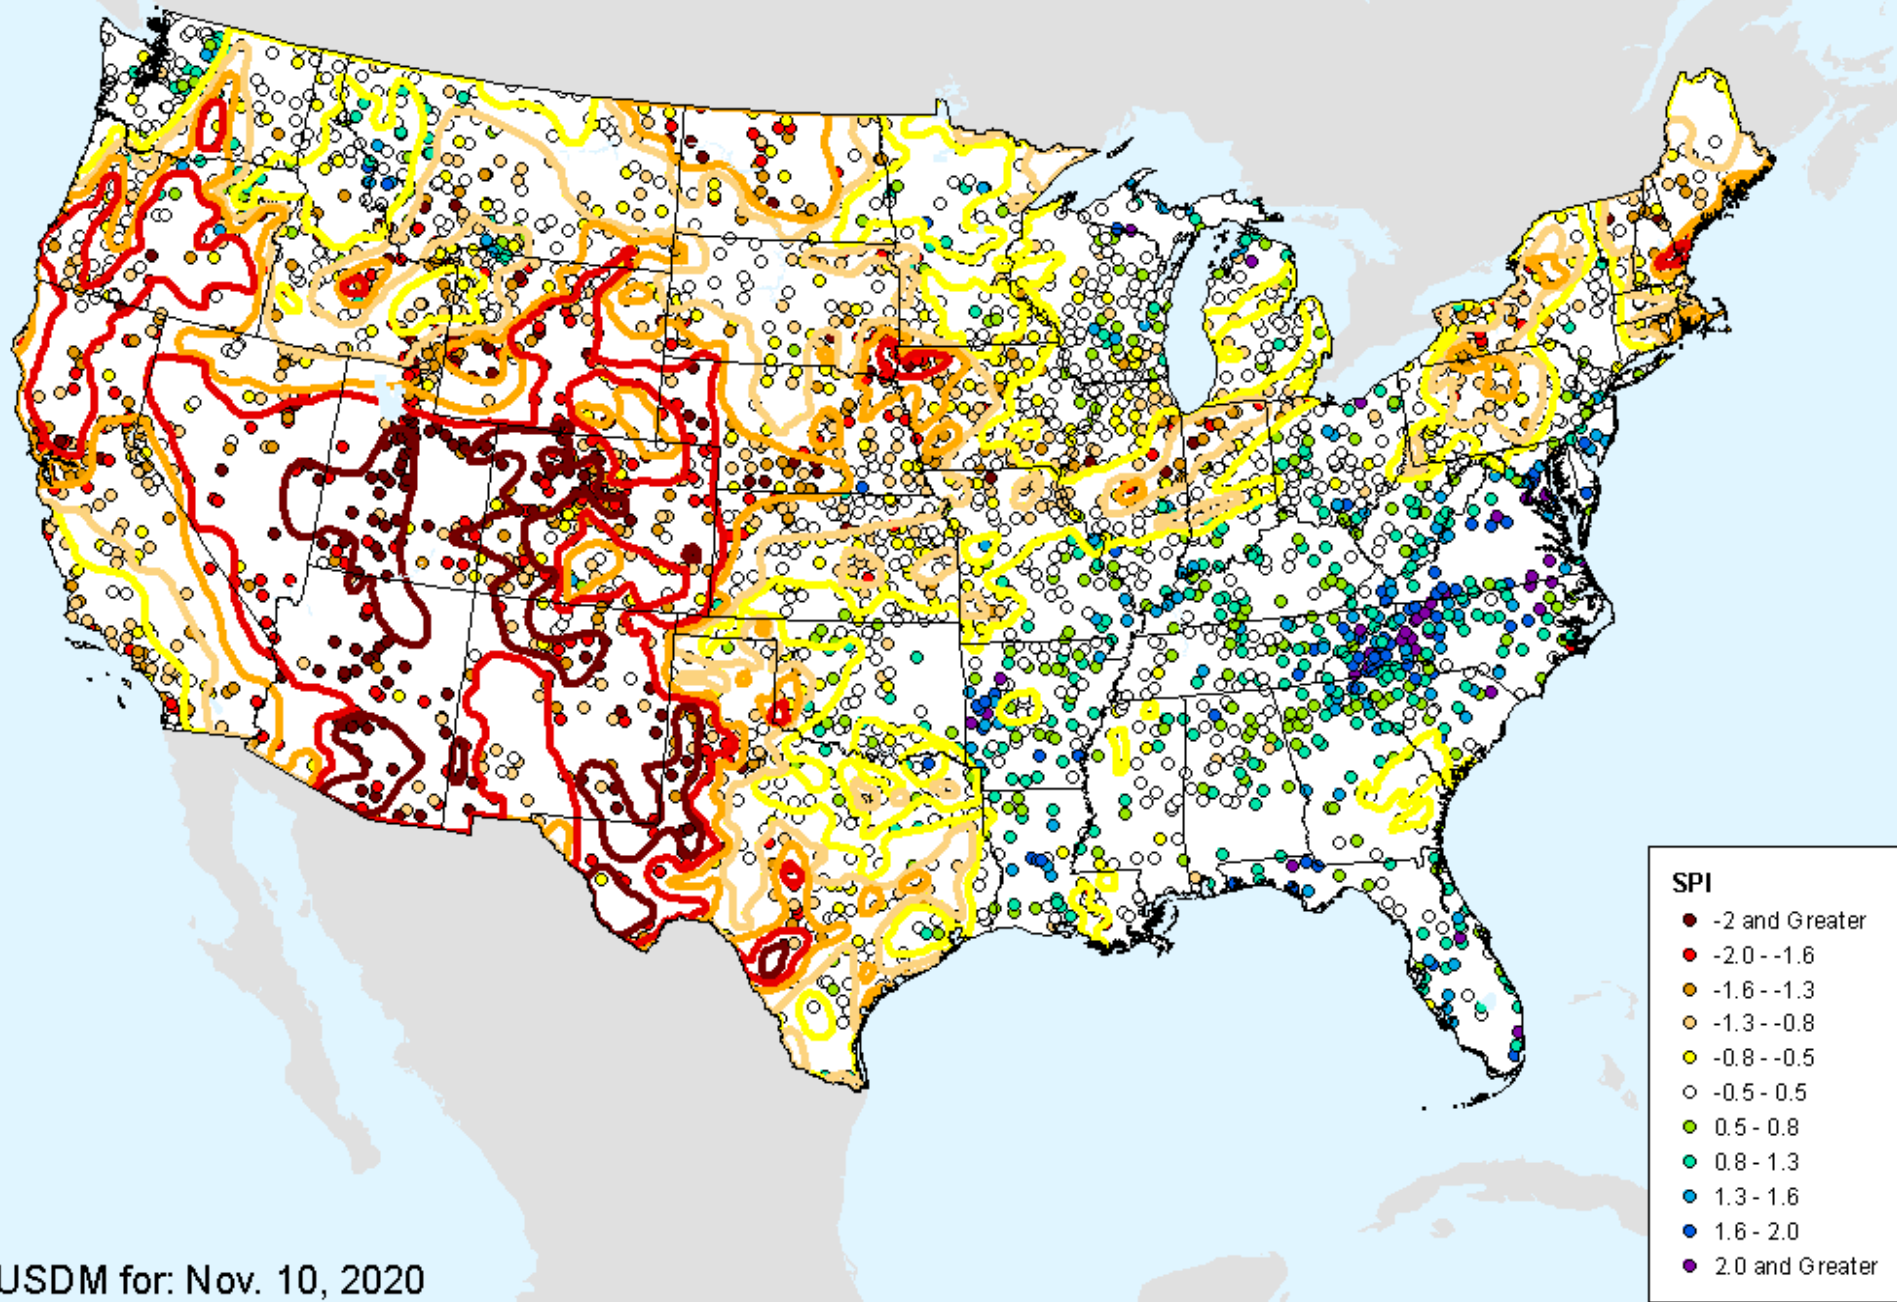 SPI
-2 and Greater
-2.0 - -1.6
-1.6 - -1.3
-1.3 - -0.8
-0.8 - -0.5
-0.5 - 0.5
0.5 - 0.8
0.8 - 1.3
1.3 - 1.6
1.6 - 2.0
2.0 and Greater
USDM for: Nov. 10, 2020